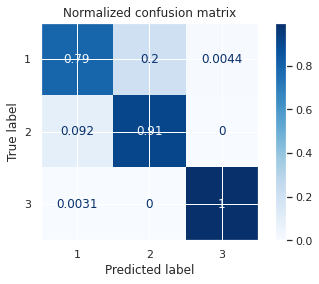 Normalized confusion matrix
True label
1 0.79 0.2 0.0044
2 0.092 0.91 0
3 0.0031 0 1
1 2 3
Predicted label
0.8
0.6
0.4
0.2
0.0